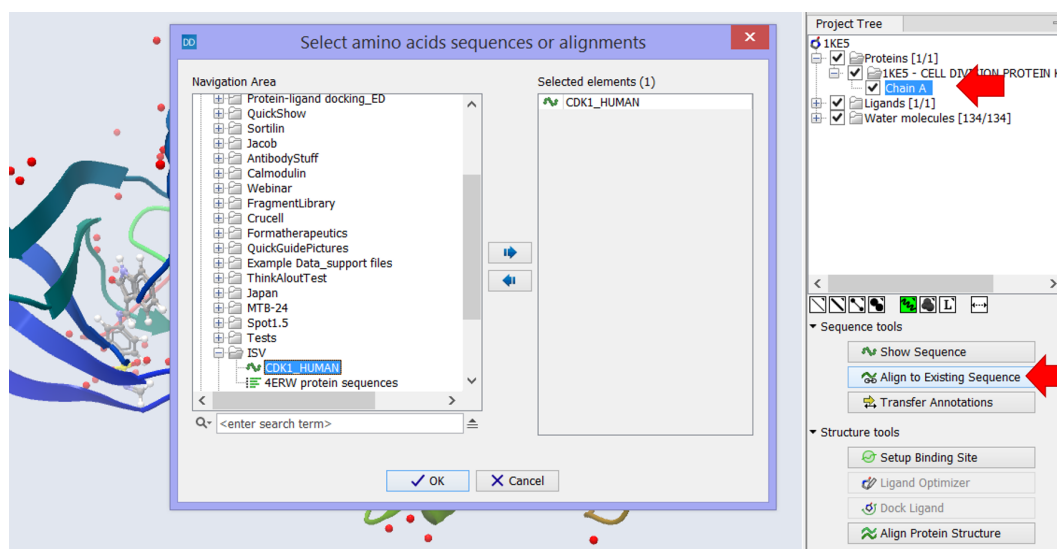 DD
Select amino acids sequences or alignments
Navigation Area
Protein-ligand docking_ED
QuickShow
Sortilin
Jacob
AntibodyStuff
Calmodulin
Webinar
FragmentLibrary
Crucell
Formatherapeutics
QuickGuidePictures
Example Data_support files
ThinkAloutTest
Japan
MTB-24
Spot1.5
Tests
ISV
CDK1_HUMAN
4ERW protein sequences
<enter search term>
Selected elements (1)
CDK1_HUMAN
OK
Cancel
Project Tree
1KE5
Proteins [1/1]
1KE5 - CELL DIVISION PROTEIN K
Chain A
Ligands [1/1]
Water molecules [134/134]
L
Sequence tools
Show Sequence
Align to Existing Sequence
Transfer Annotations
Structure tools
Setup Binding Site
Ligand Optimizer
Dock Ligand
Align Protein Structure